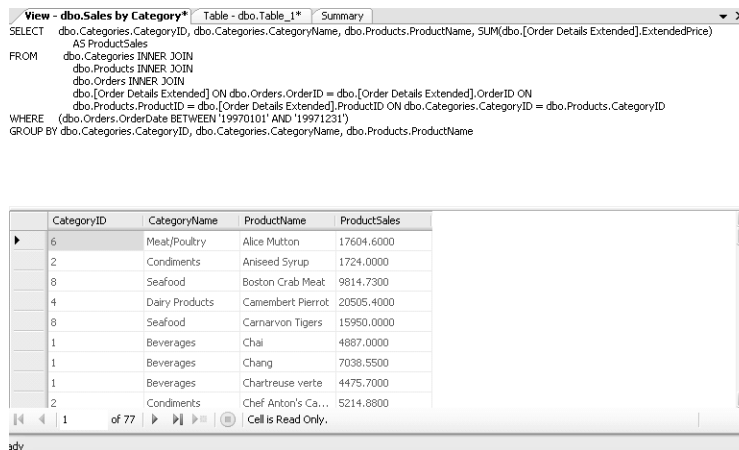 View - dbo.Sales by Category* Table - dbo.Table_1* Summary
SELECT dbo.Categories.CategoryID, dbo.Categories.CategoryName, dbo.Products.ProductName, SUM(dbo.[Order Details Extended].ExtendedPrice)
AS ProductSales
FROM dbo.Categories INNER JOIN
dbo.Products INNER JOIN
dbo.Orders INNER JOIN
dbo.[Order Details Extended] ON dbo.Orders.OrderID = dbo.[Order Details Extended].OrderID ON
dbo.Products.ProductID = dbo.[Order Details Extended].ProductID ON dbo.Categories.CategoryID = dbo.Products.CategoryID
WHERE (dbo.Orders.OrderDate BETWEEN '19970101' AND '19971231')
GROUP BY dbo.Categories.CategoryID, dbo.Categories.CategoryName, dbo.Products.ProductName
CategoryID CategoryName ProductName ProductSales
6 Meat/Poultry Alice Mutton 17604.6000
2 Condiments Aniseed Syrup 1724.0000
8 Seafood Boston Crab Meat 9814.7300
4 Dairy Products Camembert Pierrot 20505.4000
8 Seafood Carnarvon Tigers 15950.0000
1 Beverages Chai 4887.0000
1 Beverages Chang 7038.5500
1 Beverages Chartreuse verte 4475.7000
2 Condiments Chef Anton's Ca... 5214.8800
1 of 77 Cell is Read Only.
ady